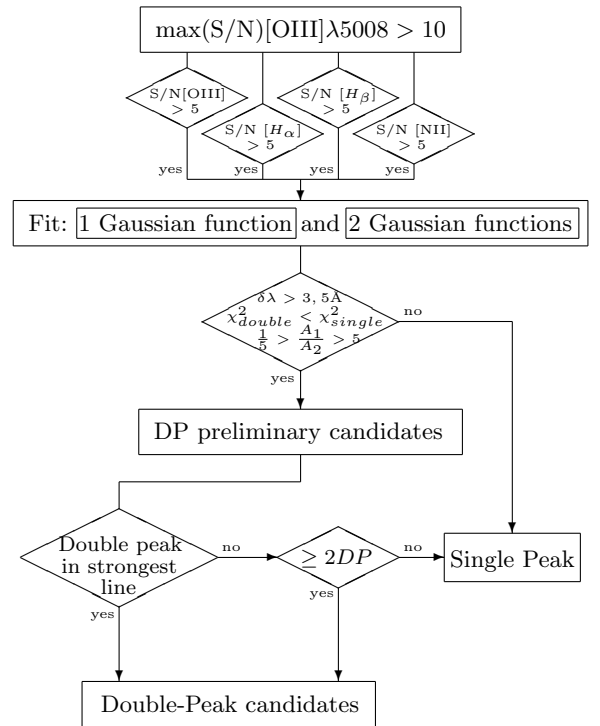 max(S/N)[OIII]λ5008 > 10
S/N[OIII]
> 5
S/N [Hβ]
> 5
S/N [Hα]
> 5
S/N [NII]
> 5
yes
yes
yes
yes
Fit: 1 Gaussian function and 2 Gaussian functions
δλ > 3, 5Å
χ²double < χ²single
1/5 > A1/A2 > 5
no
yes
DP preliminary candidates
Double peak
in strongest
line
no
≥ 2DP
no
Single Peak
yes
yes
Double-Peak candidates